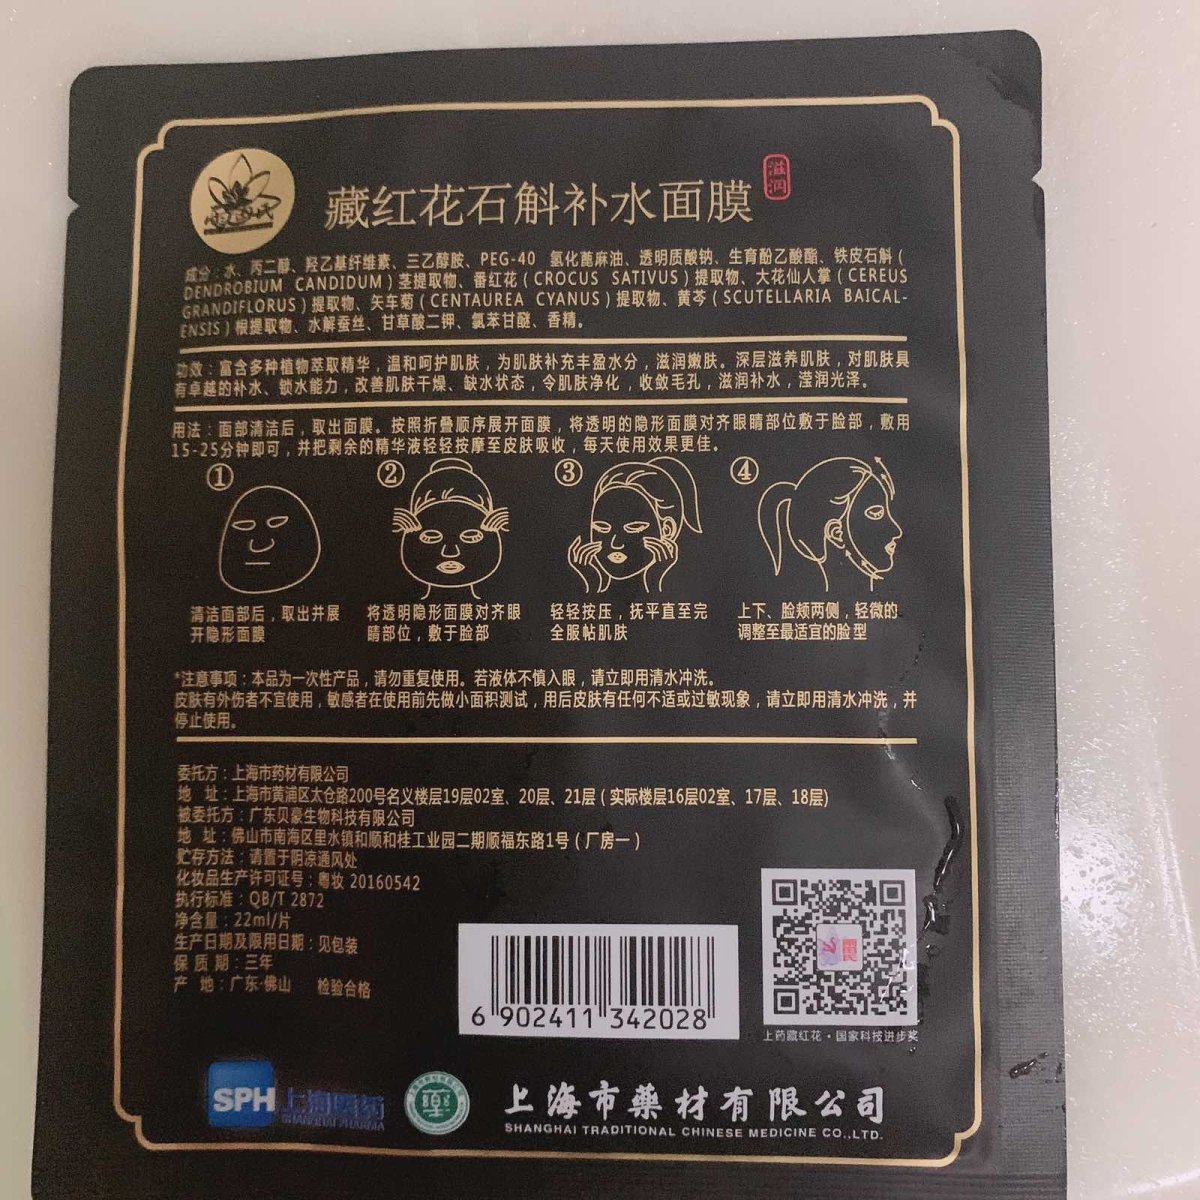 藏红花石斛补水面膜
滋润
成分：水、丙二醇、羟乙基纤维素、三乙醇胺、PEG-40 氢化蓖麻油、透明质酸钠、生育酚乙酸酯、铁皮石斛（
DENDROBIUM CANDIDUM）茎提取物、番红花（CROCUS SATIVUS）提取物、大花仙人掌（CEREUS
GRANDIFLORUS）提取物、矢车菊（CENTAUREA CYANUS）提取物、黄芩（SCUTELLARIA BAICAL-
ENSIS）根提取物、水解蚕丝、甘草酸二钾、氯苯甘醚、香精。
功效：富含多种植物萃取精华，温和呵护肌肤，为肌肤补充丰盈水分，滋润嫩肤。深层滋养肌肤，对肌肤具
有卓越的补水、锁水能力，改善肌肤干燥、缺水状态，令肌肤净化，收敛毛孔，滋润补水，滢润光泽。
用法：面部清洁后，取出面膜。按照折叠顺序展开面膜，将透明的隐形面膜对齐眼睛部位敷于脸部，敷用
15-25分钟即可，并把剩余的精华液轻轻按摩至皮肤吸收，每天使用效果更佳。
① ② ③ ④
清洁面部后，取出并展
开隐形面膜
将透明隐形面膜对齐眼
睛部位，敷于脸部
轻轻按压，抚平直至完
全服帖肌肤
上下、脸颊两侧，轻微的
调整至最适宜的脸型
*注意事项：本品为一次性产品，请勿重复使用。若液体不慎入眼，请立即用清水冲洗。
皮肤有外伤者不宜使用，敏感者在使用前先做小面积测试，用后皮肤有任何不适或过敏现象，请立即用清水冲洗，并
停止使用。
委托方：上海市药材有限公司
地 址：上海市黄浦区太仓路200号名义楼层19层02室、20层、21层（实际楼层16层02室、17层、18层)
被委托方：广东贝豪生物科技有限公司
地 址：佛山市南海区里水镇和顺和桂工业园二期顺福东路1号（厂房一）
贮存方法：请置于阴凉通风处
化妆品生产许可证号：粤妆 20160542
执行标准：QB/T 2872
净含量：22ml/片
生产日期及限用日期：见包装
保 质 期：三年
产 地：广东·佛山 检验合格
6 902411 342028
上药藏红花·国家科技进步奖
SPH 上海医药
SHANGHAI PHARMA
上海市藥材有限公司
SHANGHAI TRADITIONAL CHINESE MEDICINE CO.,LTD.